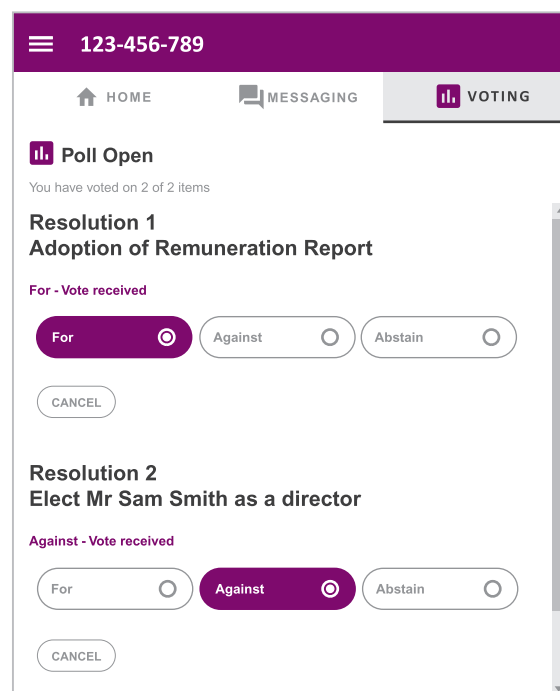 123-456-789
HOME MESSAGING VOTING
Poll Open
You have voted on 2 of 2 items
Resolution 1
Adoption of Remuneration Report
For - Vote received
For Against Abstain
CANCEL
Resolution 2
Elect Mr Sam Smith as a director
Against - Vote received
For Against Abstain
CANCEL